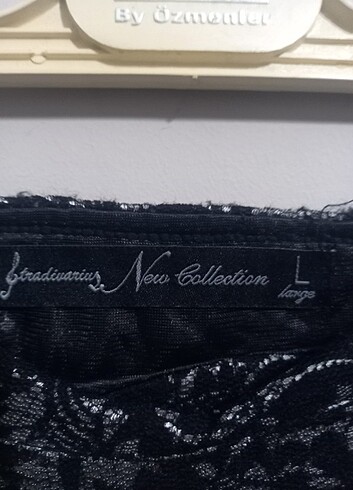 By Özmenler
Stradivarius New Collection L
Large